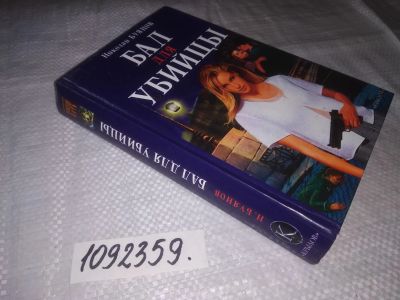 Николай БУЯНОВ
БАЛ
ДЛЯ
УБИЙЦЫ
Н. БУЯНОВ
БАЛ ДЛЯ УБИЙЦЫ
К
1092359.